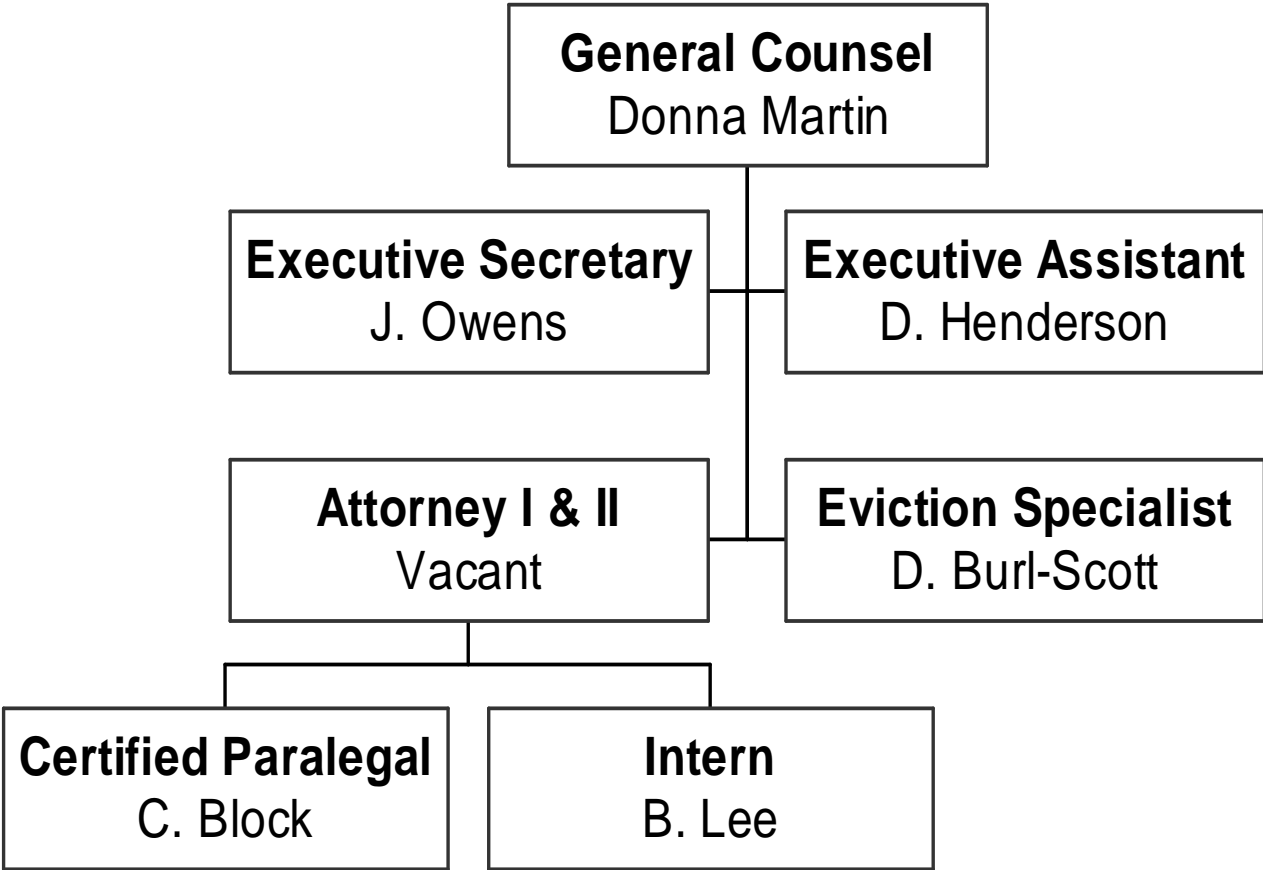 General Counsel
Donna Martin
Executive Secretary
J. Owens
Executive Assistant
D. Henderson
Attorney I & II
Vacant
Eviction Specialist
D. Burl-Scott
Certified Paralegal
C. Block
Intern
B. Lee